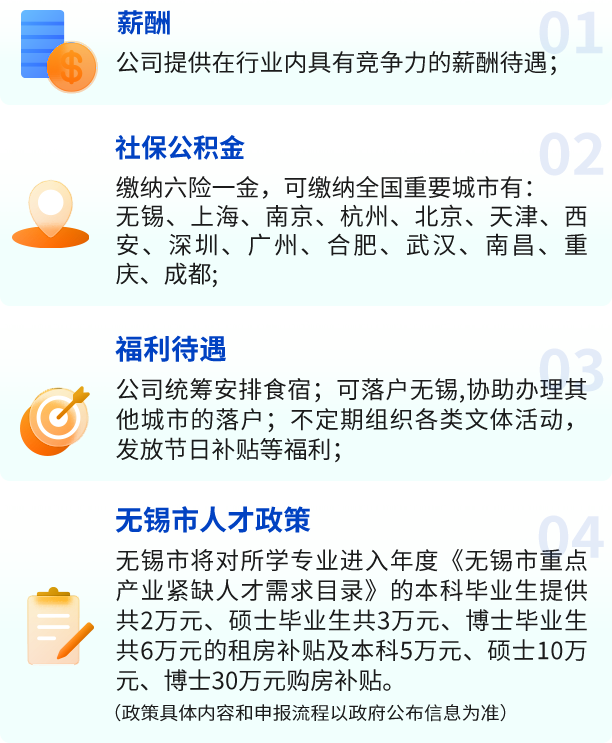 薪酬
01
公司提供在行业内具有竞争力的薪酬待遇；
社保公积金
02
缴纳六险一金，可缴纳全国重要城市有：
无锡、上海、南京、杭州、北京、天津、西
安、深圳、广州、合肥、武汉、南昌、重
庆、成都;
福利待遇
03
公司统筹安排食宿；可落户无锡,协助办理其
他城市的落户；不定期组织各类文体活动，
发放节日补贴等福利；
无锡市人才政策
04
无锡市将对所学专业进入年度《无锡市重点
产业紧缺人才需求目录》的本科毕业生提供
共2万元、硕士毕业生共3万元、博士毕业生
共6万元的租房补贴及本科5万元、硕士10万
元、博士30万元购房补贴。
（政策具体内容和申报流程以政府公布信息为准）